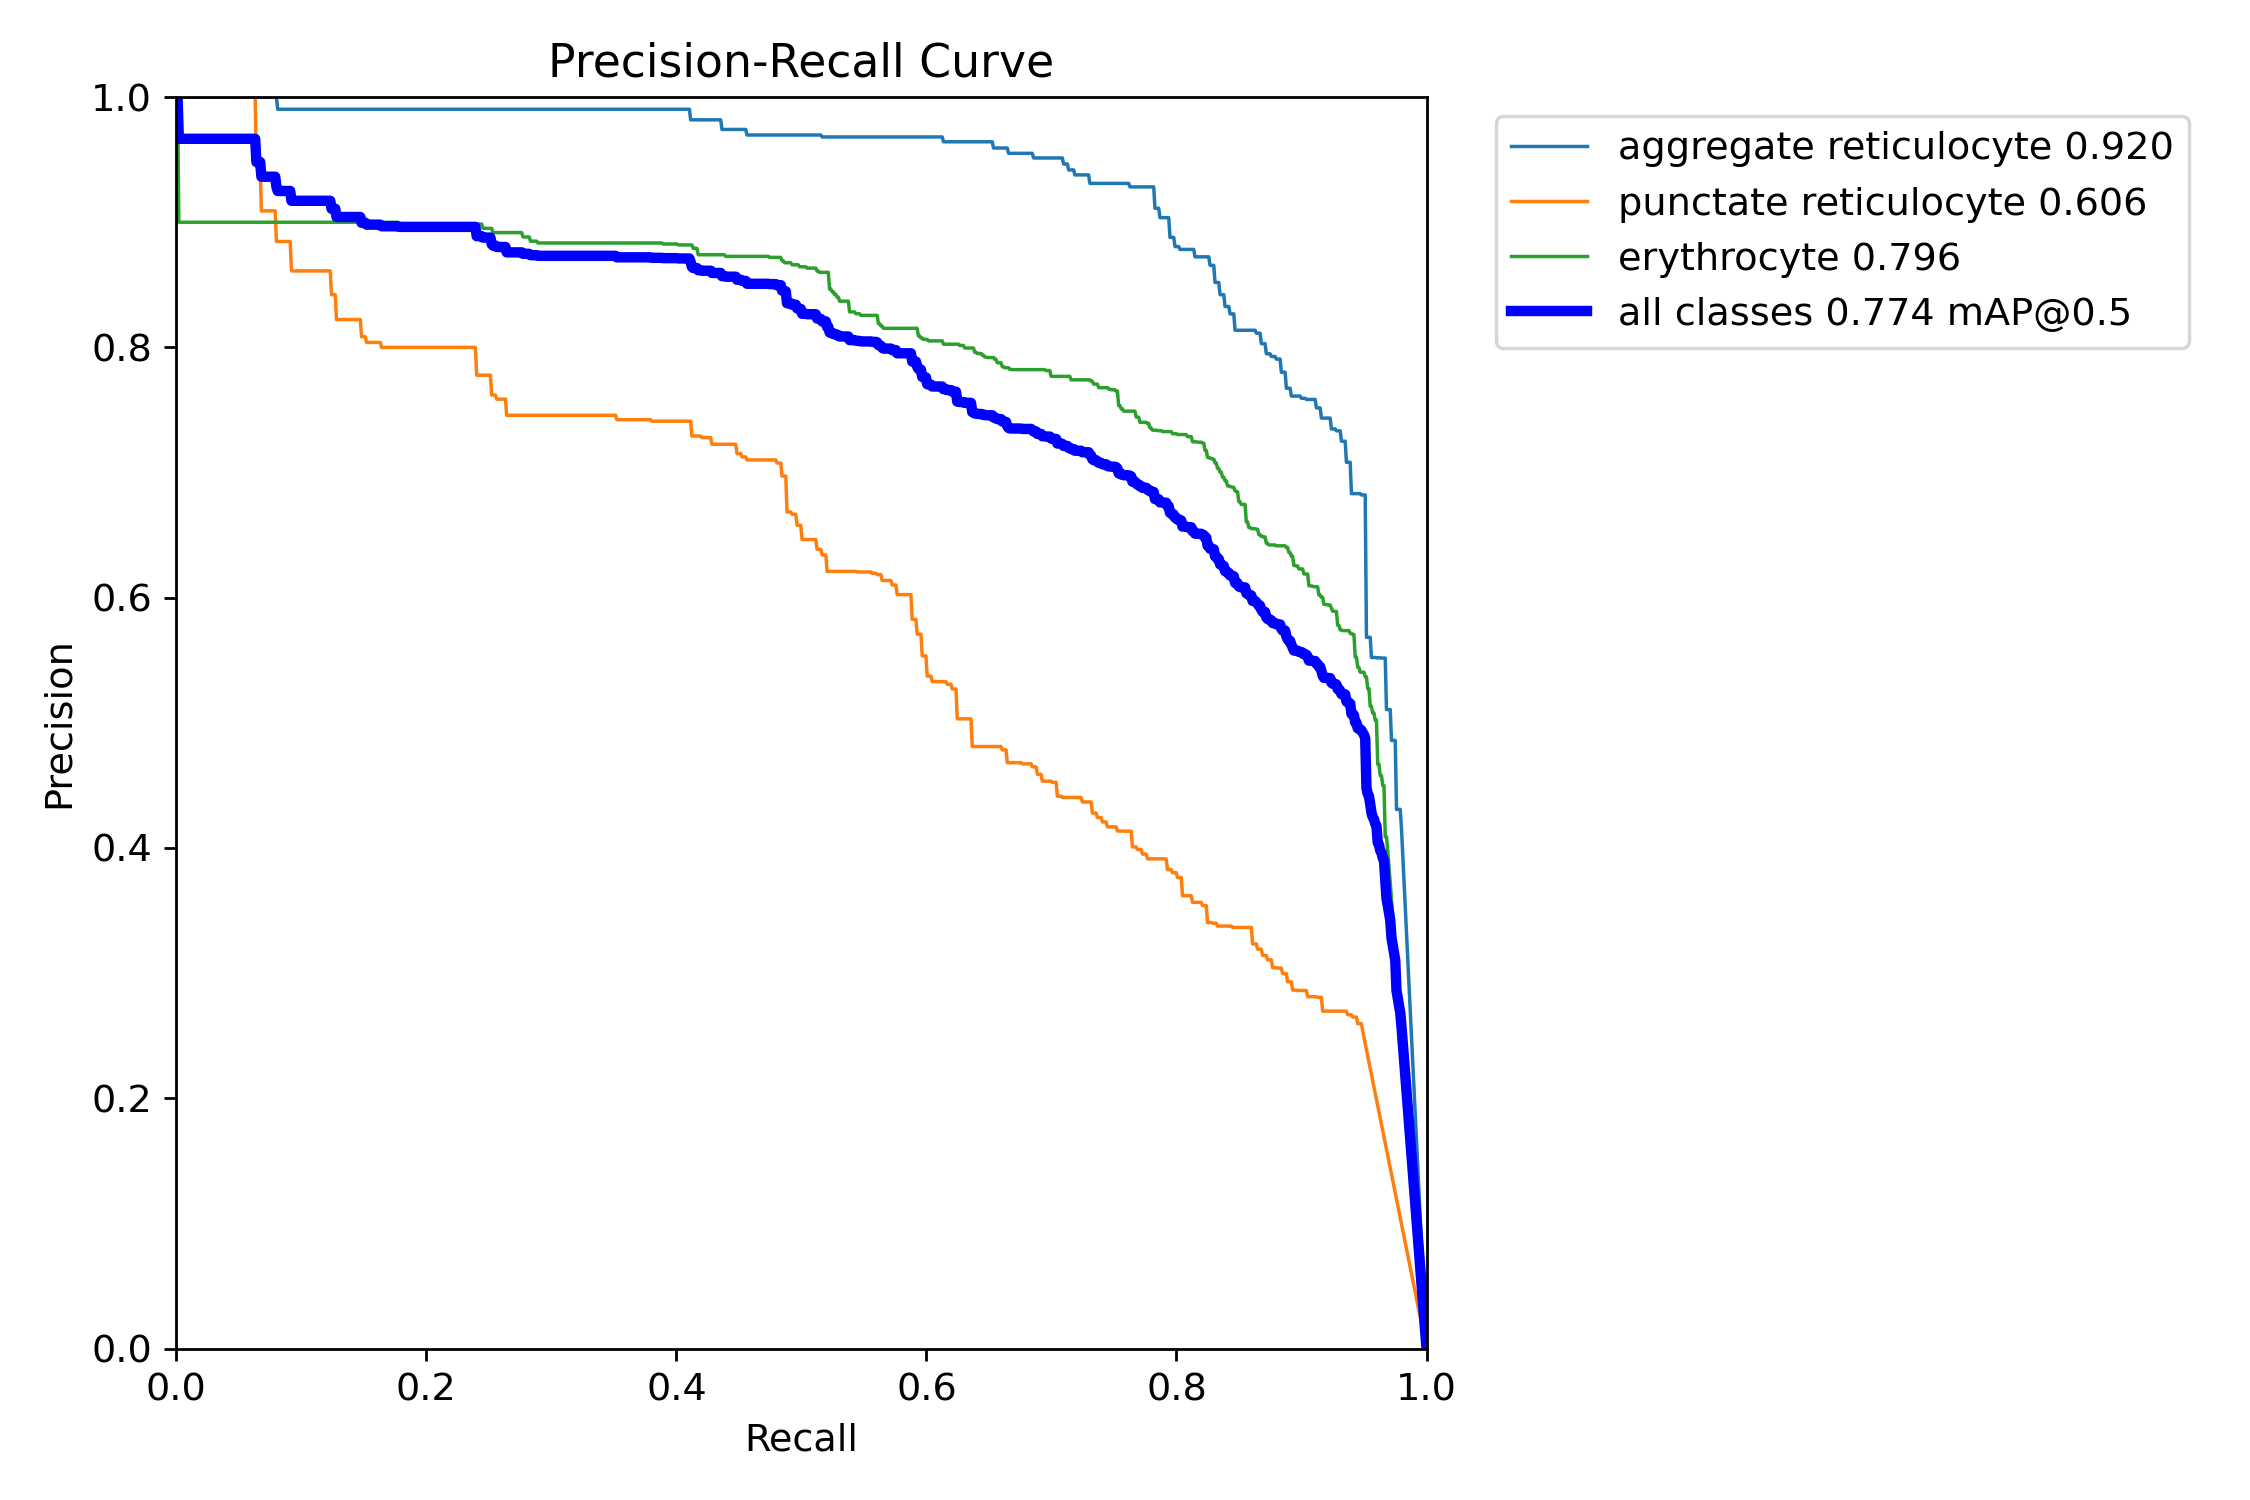 Precision-Recall Curve
1.0
0.8
0.6
0.4
0.2
0.0
Precision
0.0 0.2 0.4 0.6 0.8 1.0
Recall
aggregate reticulocyte 0.920
punctate reticulocyte 0.606
erythrocyte 0.796
all classes 0.774 mAP@0.5